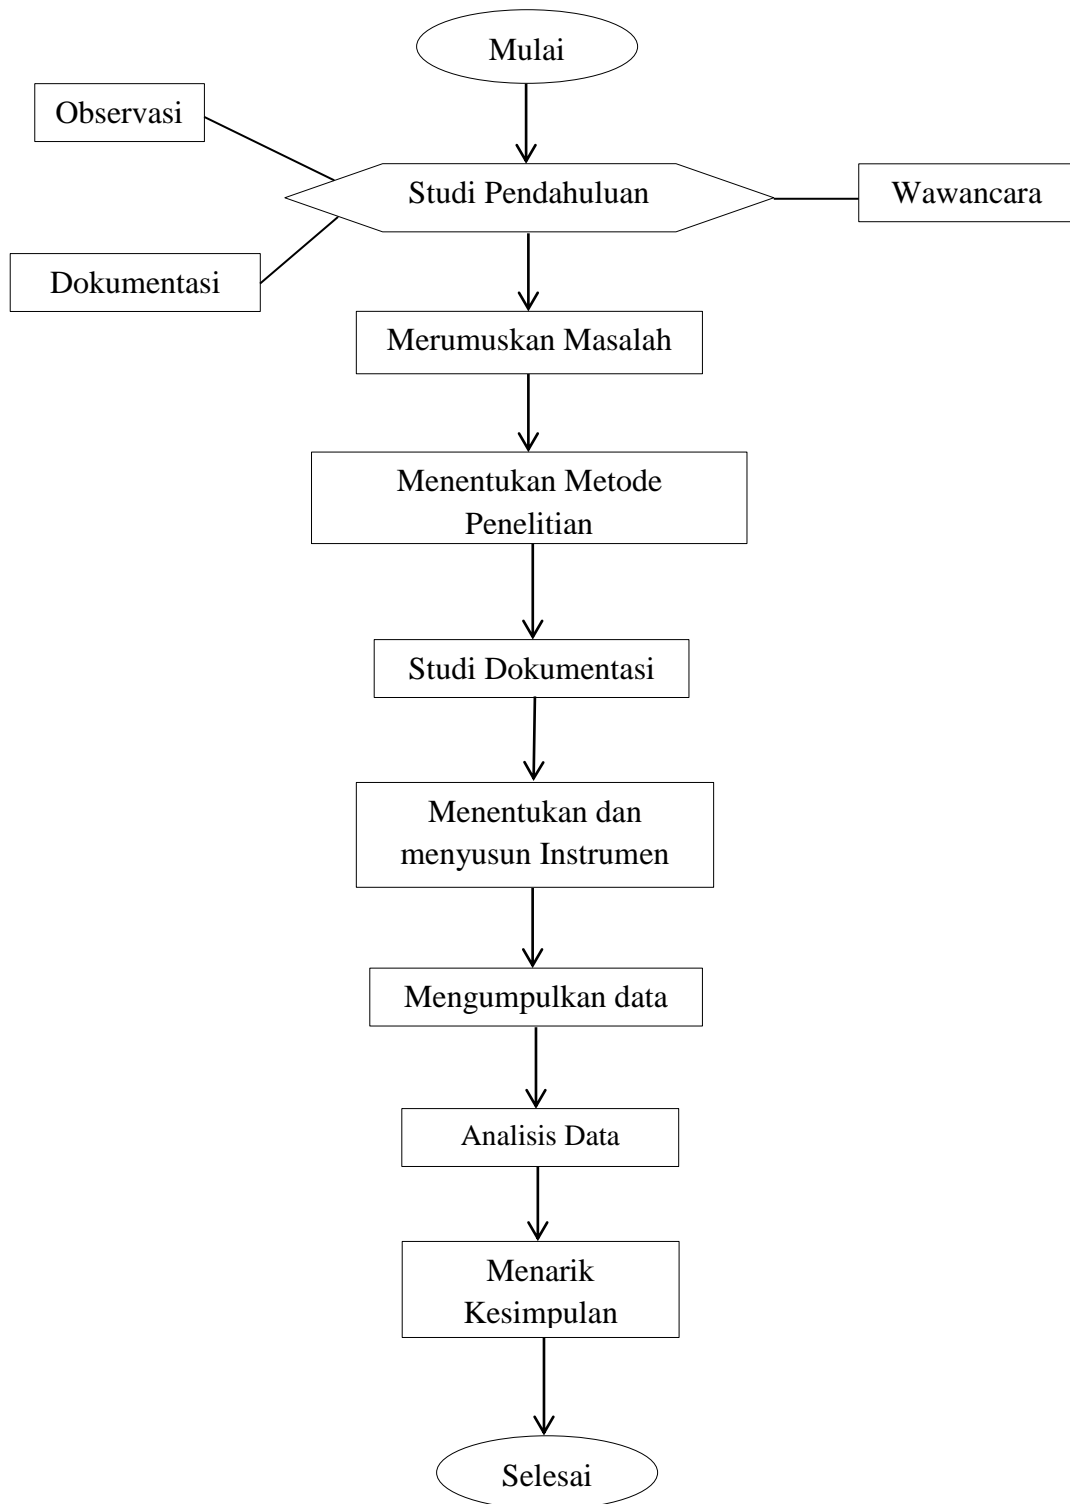 Mulai
Observasi
Studi Pendahuluan
Wawancara
Dokumentasi
Merumuskan Masalah
Menentukan Metode
Penelitian
Studi Dokumentasi
Menentukan dan
menyusun Instrumen
Mengumpulkan data
Analisis Data
Menarik
Kesimpulan
Selesai